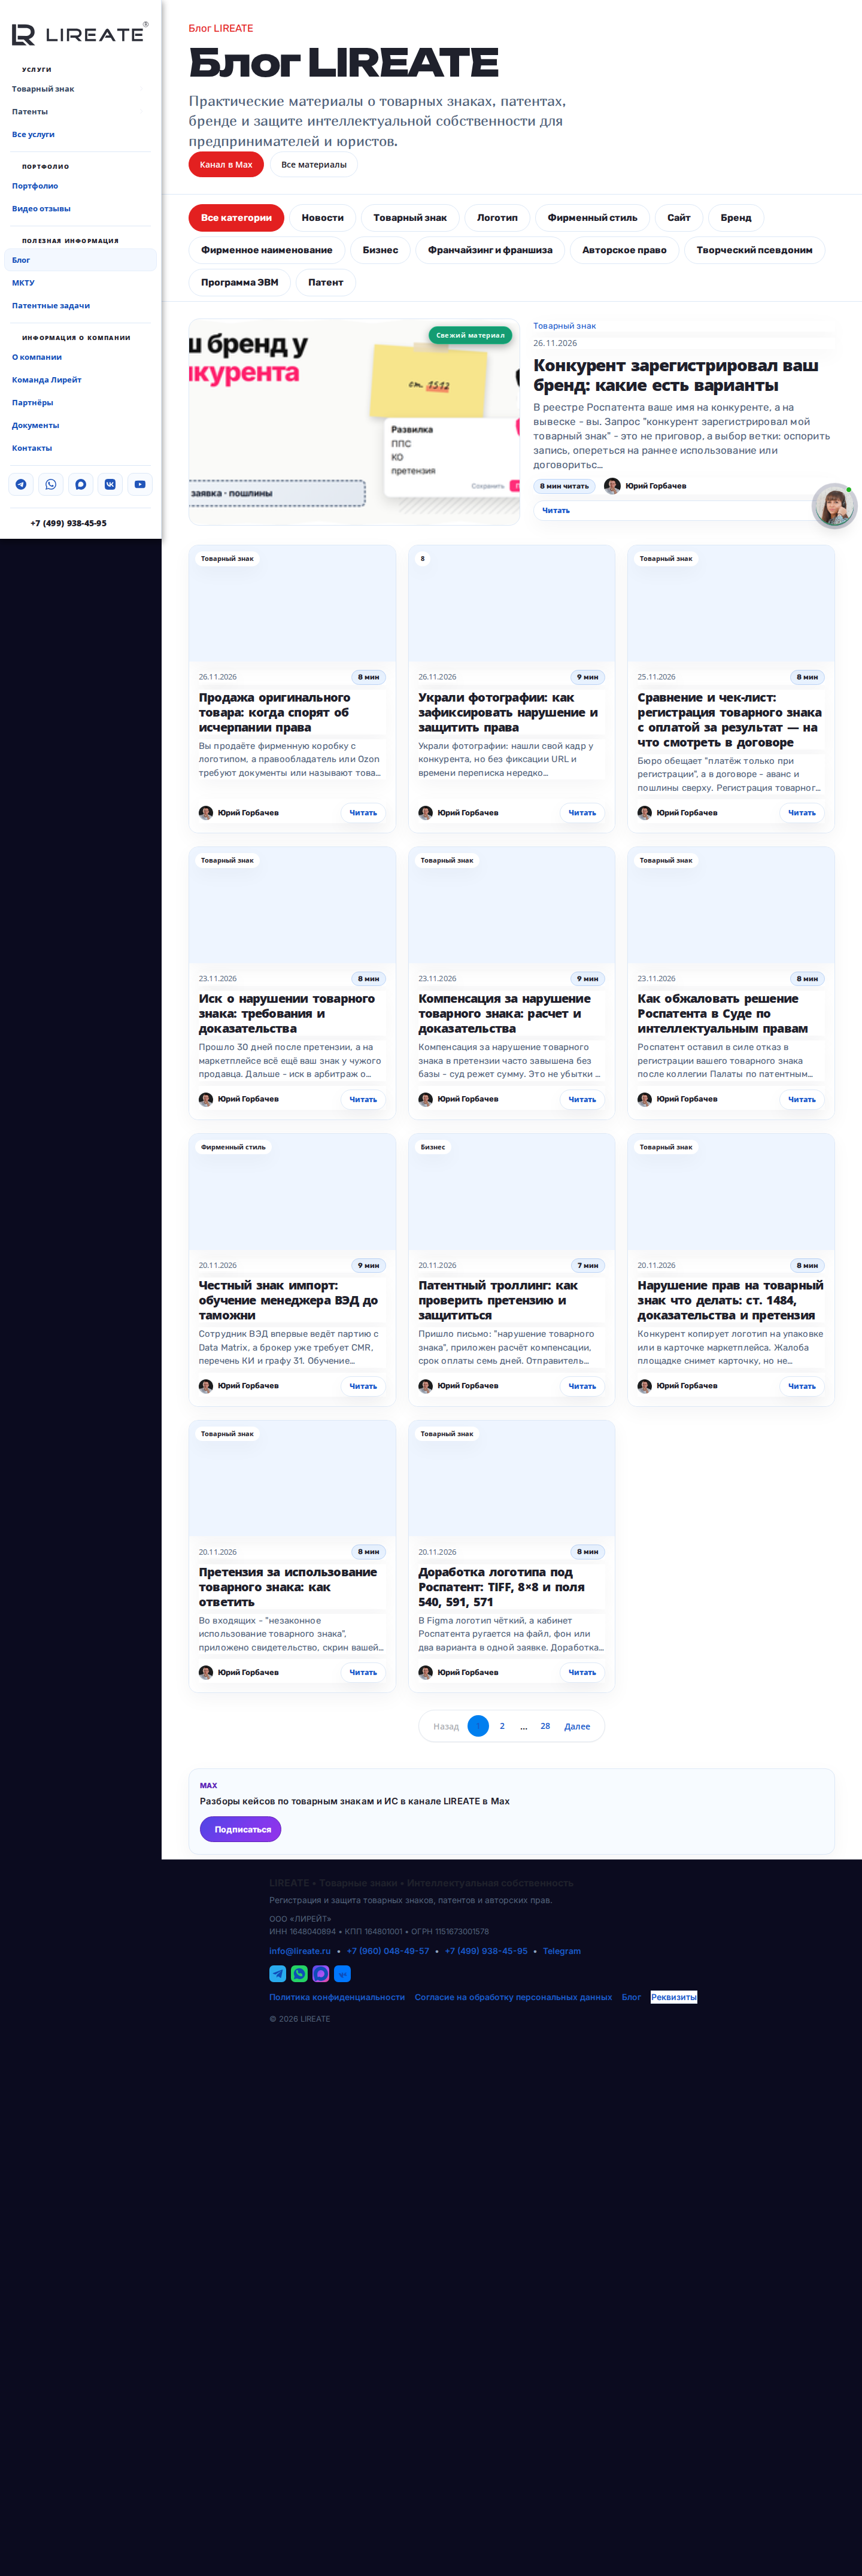 LIREATE®
УСЛУГИ
Товарный знак
Патенты
Все услуги
ПОРТФОЛИО
Портфолио
Видео отзывы
ПОЛЕЗНАЯ ИНФОРМАЦИЯ
Блог
МКТУ
Патентные задачи
ИНФОРМАЦИЯ О КОМПАНИИ
О компании
Команда Лирейт
Партнёры
Документы
Контакты
+7 (499) 938-45-95
Блог LIREATE
Блог LIREATE
Практические материалы о товарных знаках, патентах,
бренде и защите интеллектуальной собственности для
предпринимателей и юристов.
Канал в Max
Все материалы
Все категории Новости Товарный знак Логотип Фирменный стиль Сайт Бренд
Фирменное наименование Бизнес Франчайзинг и франшиза Авторское право Творческий псевдоним
Программа ЭВМ Патент
Свежий материал
ш бренд у
нкурента
ст. 1512
Развилка
ППС
КО
претензия
Сохранить
заявка · пошлины
Товарный знак
26.11.2026
Конкурент зарегистрировал ваш
бренд: какие есть варианты
В реестре Роспатента ваше имя на конкуренте, а на
вывеске - вы. Запрос "конкурент зарегистрировал мой
товарный знак" - это не приговор, а выбор ветки: оспорить
запись, опереться на раннее использование или
договоритьс...
8 мин читать Юрий Горбачев
Читать
Товарный знак
26.11.2026 8 мин
Продажа оригинального
товара: когда спорят об
исчерпании права
Вы продаёте фирменную коробку с
логотипом, а правообладатель или Ozon
требуют документы или называют това...
Юрий Горбачев Читать
8
26.11.2026 9 мин
Украли фотографии: как
зафиксировать нарушение и
защитить права
Украли фотографии: нашли свой кадр у
конкурента, но без фиксации URL и
времени переписка нередко...
Юрий Горбачев Читать
Товарный знак
25.11.2026 8 мин
Сравнение и чек-лист:
регистрация товарного знака
с оплатой за результат — на
что смотреть в договоре
Бюро обещает "платёж только при
регистрации", а в договоре - аванс и
пошлины сверху. Регистрация товарног...
Юрий Горбачев Читать
Товарный знак
23.11.2026 8 мин
Иск о нарушении товарного
знака: требования и
доказательства
Прошло 30 дней после претензии, а на
маркетплейсе всё ещё ваш знак у чужого
продавца. Дальше - иск в арбитраж о...
Юрий Горбачев Читать
Товарный знак
23.11.2026 9 мин
Компенсация за нарушение
товарного знака: расчет и
доказательства
Компенсация за нарушение товарного
знака в претензии часто завышена без
базы - суд режет сумму. Это не убытки ...
Юрий Горбачев Читать
Товарный знак
23.11.2026 8 мин
Как обжаловать решение
Роспатента в Суде по
интеллектуальным правам
Роспатент оставил в силе отказ в
регистрации вашего товарного знака
после коллегии Палаты по патентным...
Юрий Горбачев Читать
Фирменный стиль
20.11.2026 9 мин
Честный знак импорт:
обучение менеджера ВЭД до
таможни
Сотрудник ВЭД впервые ведёт партию с
Data Matrix, а брокер уже требует CMR,
перечень КИ и графу 31. Обучение...
Юрий Горбачев Читать
Бизнес
20.11.2026 7 мин
Патентный троллинг: как
проверить претензию и
защититься
Пришло письмо: "нарушение товарного
знака", приложен расчёт компенсации,
срок оплаты семь дней. Отправитель...
Юрий Горбачев Читать
Товарный знак
20.11.2026 8 мин
Нарушение прав на товарный
знак что делать: ст. 1484,
доказательства и претензия
Конкурент копирует логотип на упаковке
или в карточке маркетплейса. Жалоба
площадке снимет карточку, но не...
Юрий Горбачев Читать
Товарный знак
20.11.2026 8 мин
Претензия за использование
товарного знака: как
ответить
Во входящих - "незаконное
использование товарного знака",
приложено свидетельство, скрин вашей...
Юрий Горбачев Читать
Товарный знак
20.11.2026 8 мин
Доработка логотипа под
Роспатент: TIFF, 8×8 и поля
540, 591, 571
В Figma логотип чёткий, а кабинет
Роспатента ругается на файл, фон или
два варианта в одной заявке. Доработка...
Юрий Горбачев Читать
Назад 1 2 ... 28 Далее
MAX
Разборы кейсов по товарным знакам и ИС в канале LIREATE в Max
Подписаться
LIREATE • Товарные знаки • Интеллектуальная собственность
Регистрация и защита товарных знаков, патентов и авторских прав.
ООО «ЛИРЕЙТ»
ИНН 1648040894 • КПП 164801001 • ОГРН 1151673001578
info@lireate.ru • +7 (960) 048-49-57 • +7 (499) 938-45-95 • Telegram
Политика конфиденциальности Согласие на обработку персональных данных Блог Реквизиты
© 2026 LIREATE